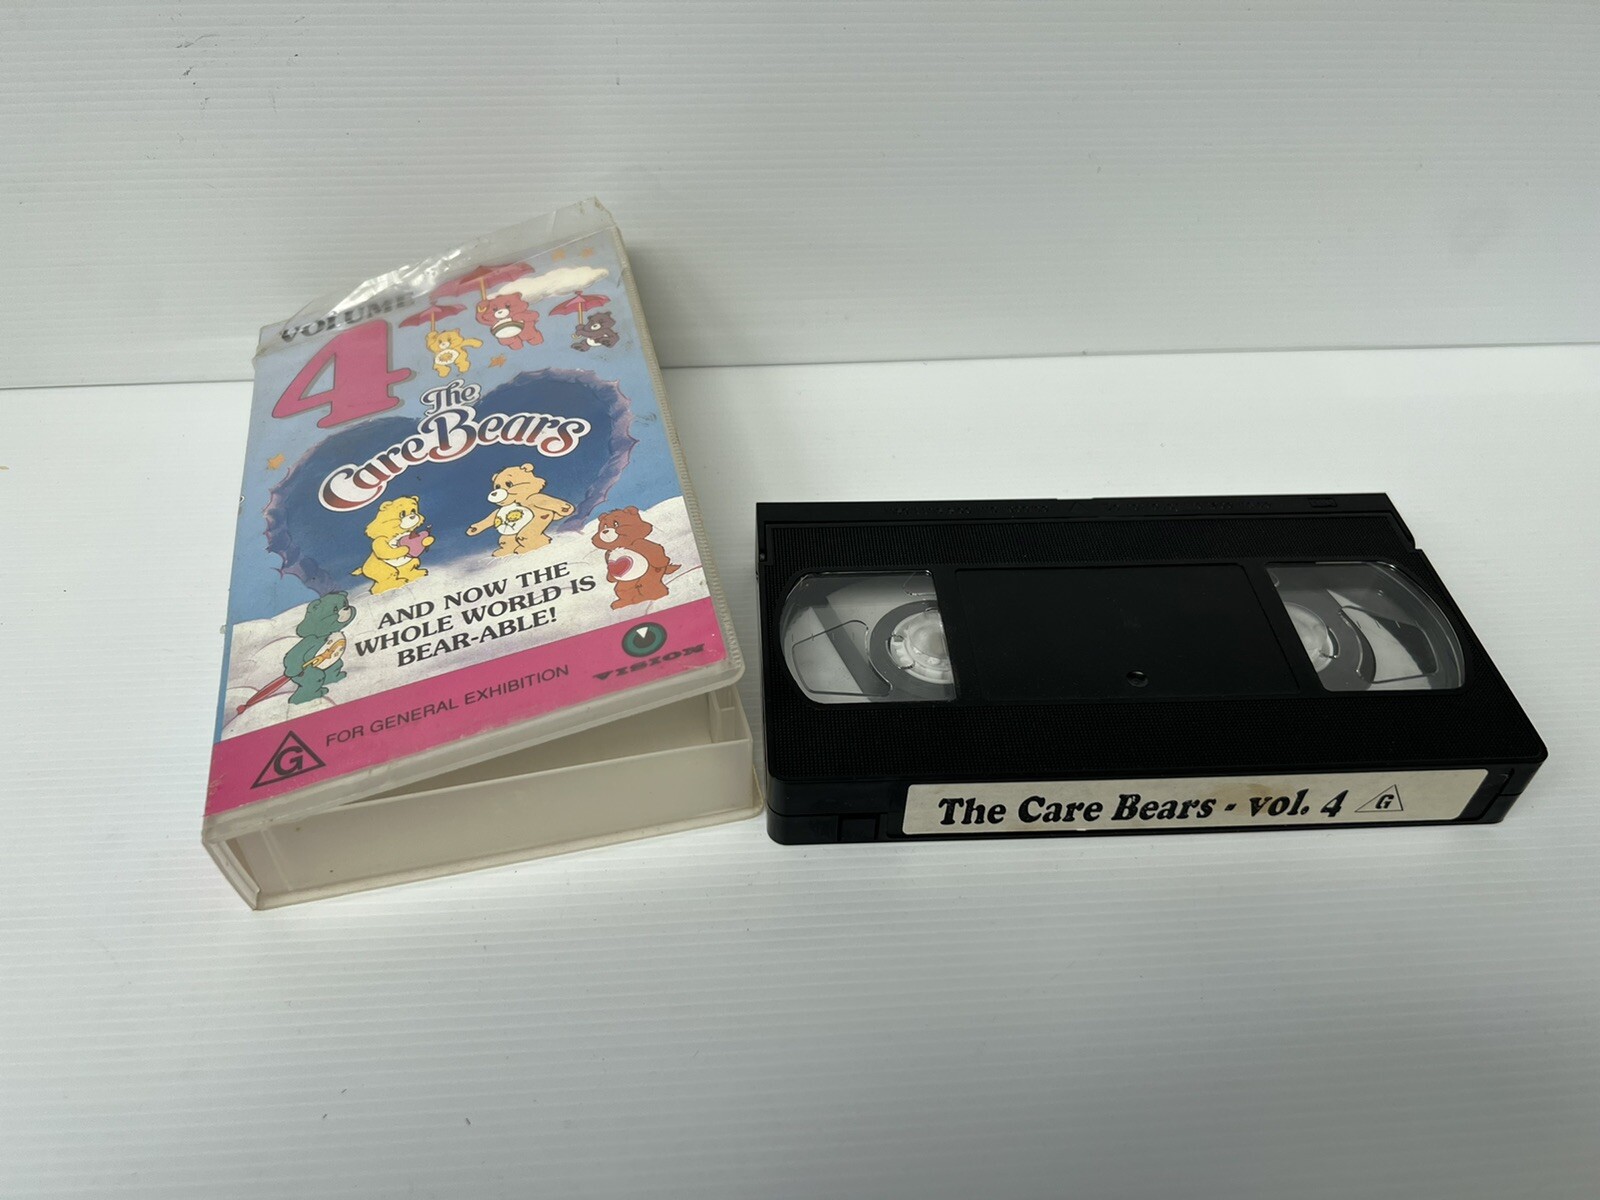 VOLUME
4
The
Care Bears
AND NOW THE
WHOLE WORLD IS
BEAR-ABLE!
G FOR GENERAL EXHIBITION
VISION
The Care Bears - vol. 4 G